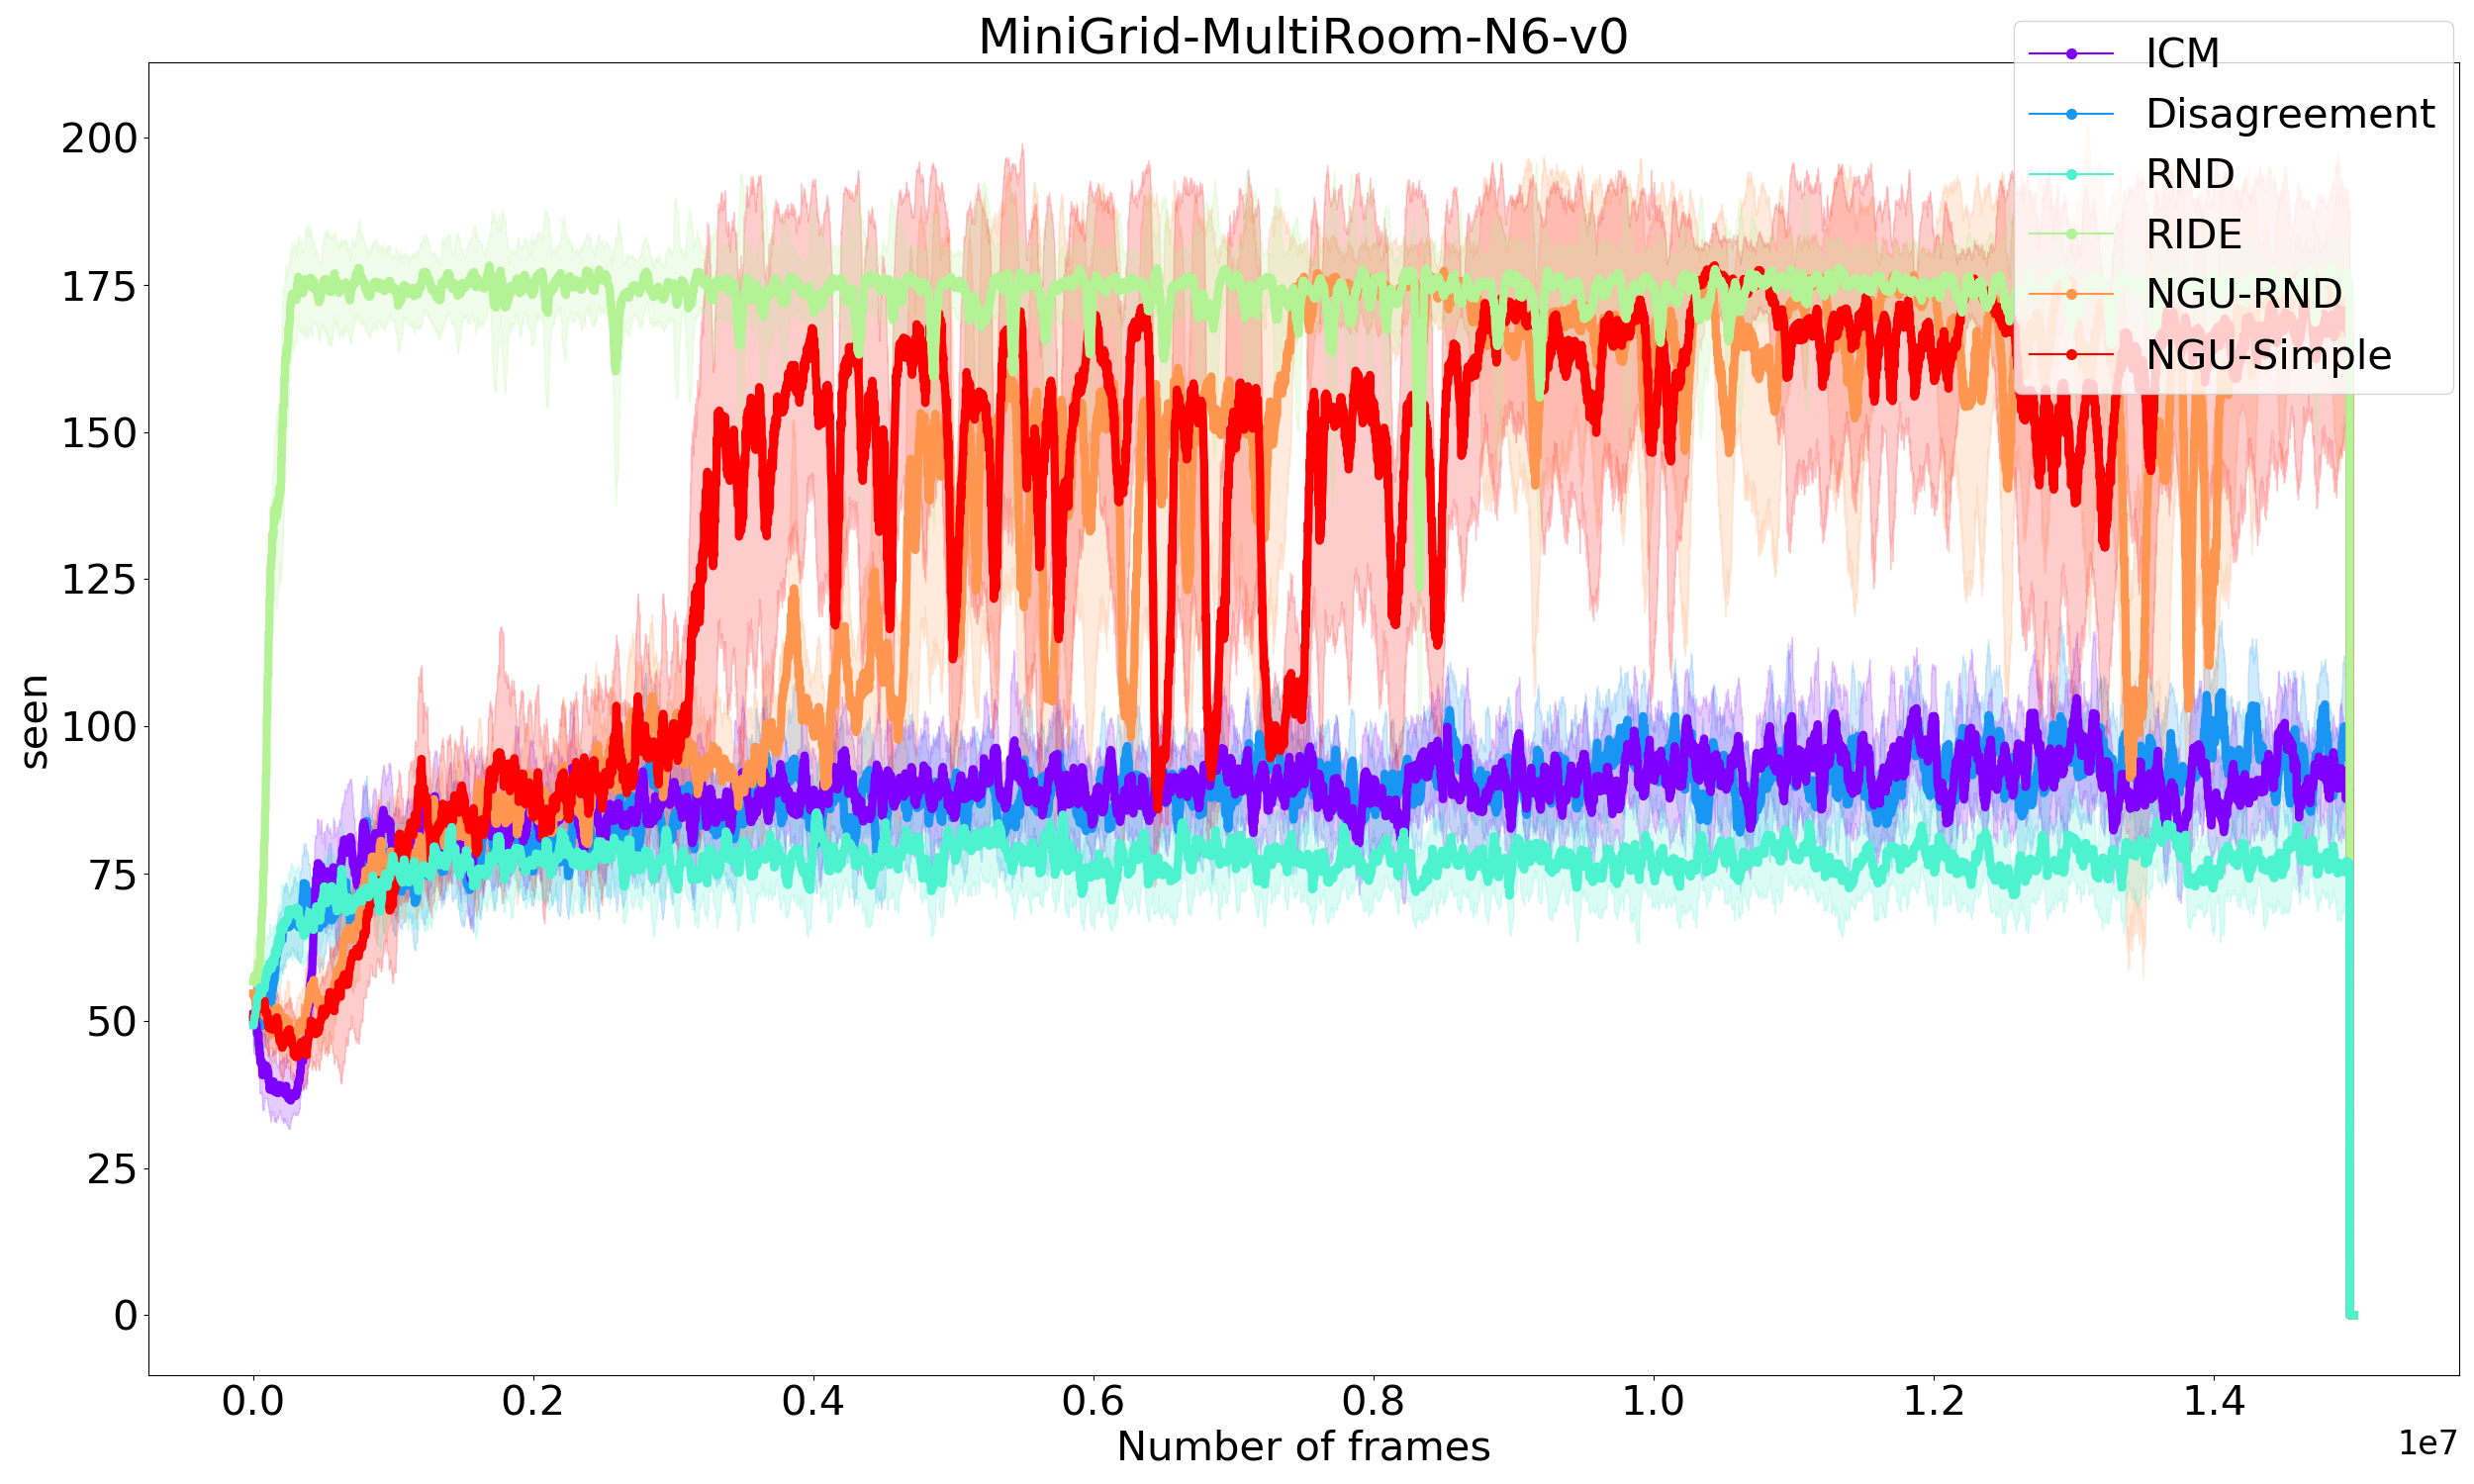 MiniGrid-MultiRoom-N6-v0
ICM
Disagreement
RND
RIDE
NGU-RND
NGU-Simple
seen
200
175
150
125
100
75
50
25
0
0.0 0.2 0.4 0.6 0.8 1.0 1.2 1.4
1e7
Number of frames